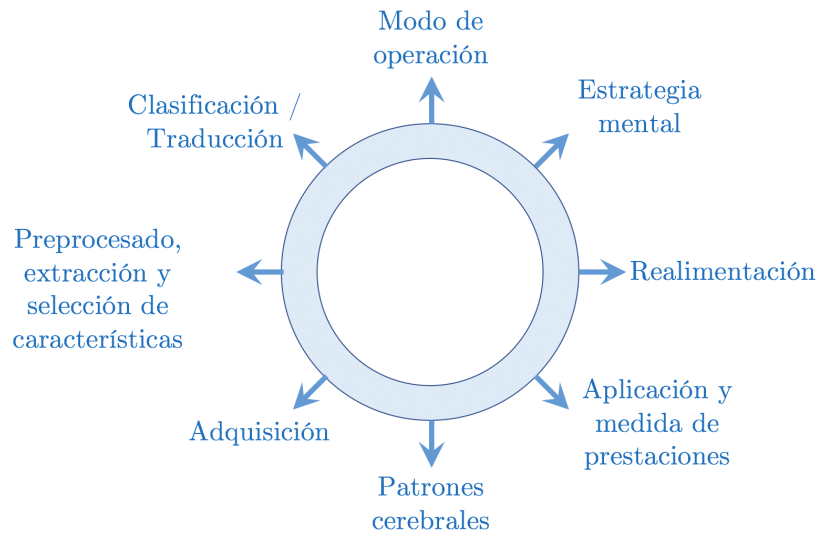 Modo de
operación
Estrategia
mental
Realimentación
Aplicación y
medida de
prestaciones
Patrones
cerebrales
Adquisición
Preprocesado,
extracción y
selección de
características
Clasificación /
Traducción